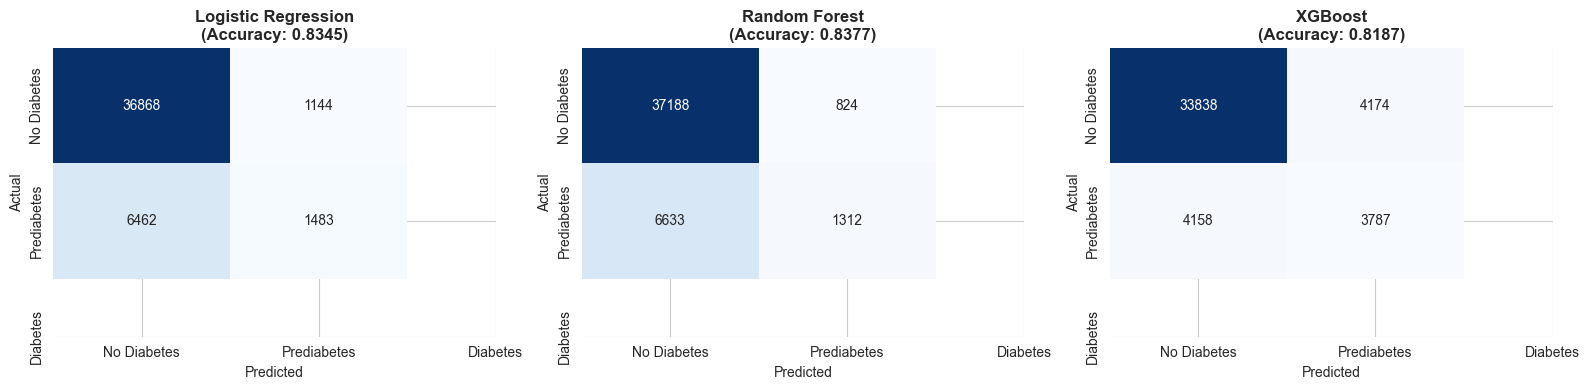 Logistic Regression
(Accuracy: 0.8345)
Actual
No Diabetes
Prediabetes
Diabetes
36868 1144
6462 1483
No Diabetes Prediabetes Diabetes
Predicted
Random Forest
(Accuracy: 0.8377)
Actual
No Diabetes
Prediabetes
Diabetes
37188 824
6633 1312
No Diabetes Prediabetes Diabetes
Predicted
XGBoost
(Accuracy: 0.8187)
Actual
No Diabetes
Prediabetes
Diabetes
33838 4174
4158 3787
No Diabetes Prediabetes Diabetes
Predicted